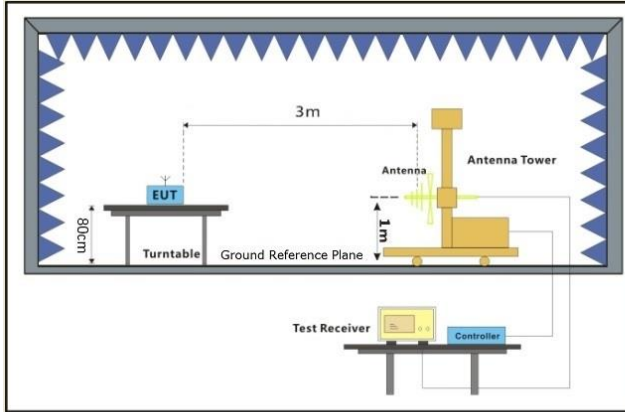 3m
Antenna
Antenna Tower
EUT
80cm
1m
Turntable
Ground Reference Plane
Test Receiver
Controller